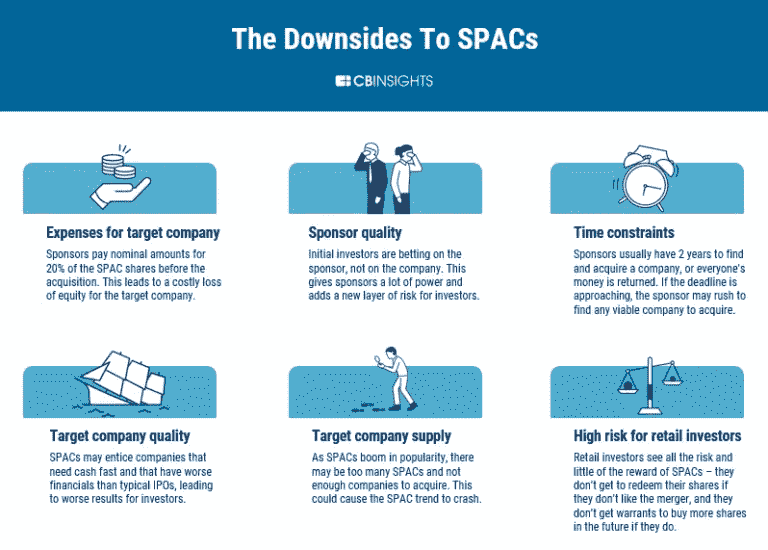 The Downsides To SPACs
CBINSIGHTS
Expenses for target company
Sponsors pay nominal amounts for
20% of the SPAC shares before the
acquisition. This leads to a costly loss
of equity for the target company.
Sponsor quality
Initial investors are betting on the
sponsor, not on the company. This
gives sponsors a lot of power and
adds a new layer of risk for investors.
Time constraints
Sponsors usually have 2 years to find
and acquire a company, or everyone's
money is returned. If the deadline is
approaching, the sponsor may rush to
find any viable company to acquire.
Target company quality
SPACs may entice companies that
need cash fast and that have worse
financials than typical IPOs, leading
to worse results for investors.
Target company supply
As SPACs boom in popularity, there
may be too many SPACs and not
enough companies to acquire. This
could cause the SPAC trend to crash.
High risk for retail investors
Retail investors see all the risk and
little of the reward of SPACs – they
don't get to redeem their shares if
they don't like the merger, and they
don't get warrants to buy more shares
in the future if they do.